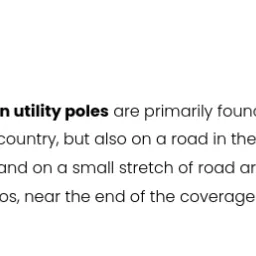 n utility poles are primarily foun
country, but also on a road in the
and on a small stretch of road ar
os, near the end of the coverage